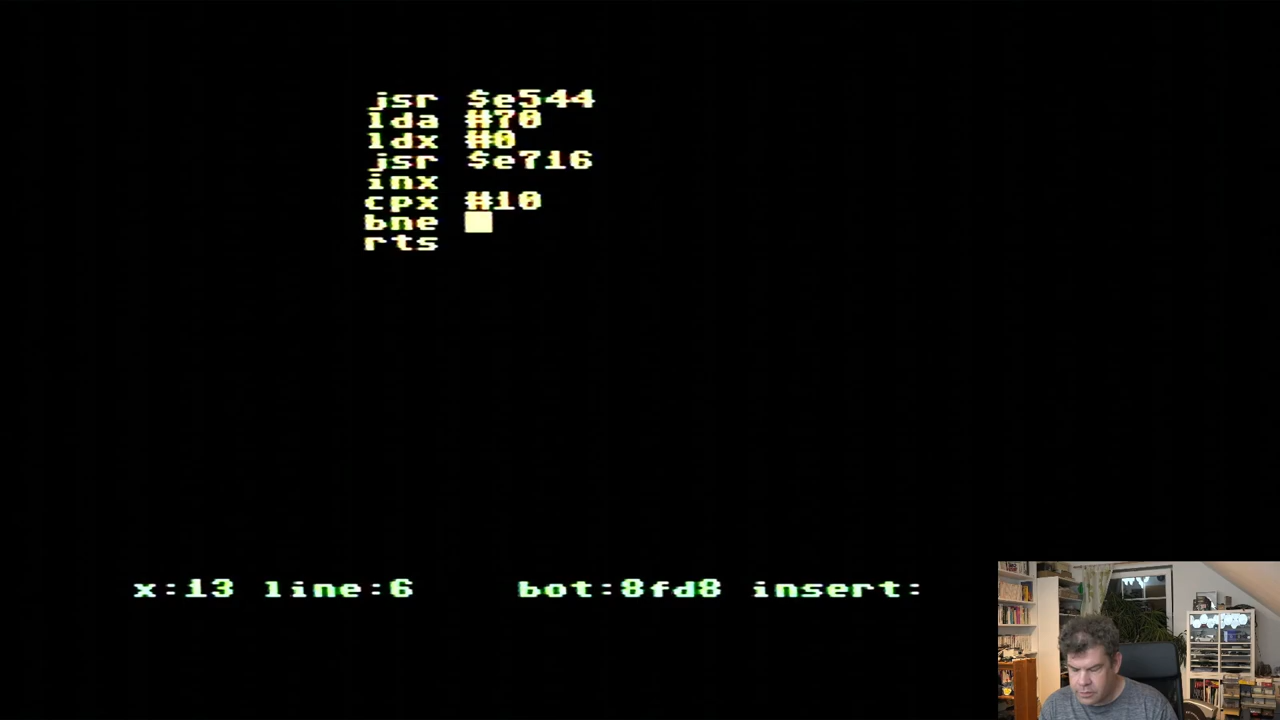 jsr $e544
lda #70
ldx #0
jsr $e716
inx
cpx #10
bne
rts
x:13 line:6 bot:8fd8 insert: